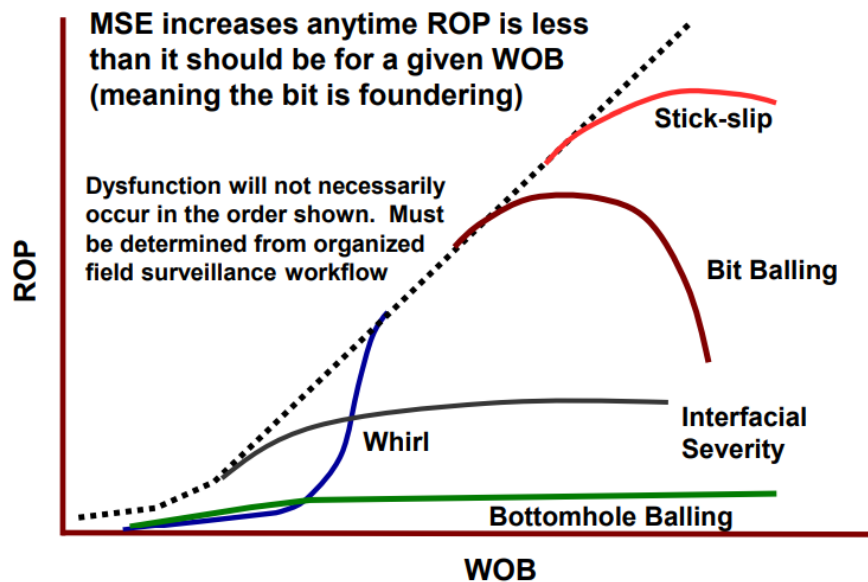 MSE increases anytime ROP is less
than it should be for a given WOB
(meaning the bit is foundering)
Stick-slip
Dysfunction will not necessarily
occur in the order shown.  Must
be determined from organized
field surveillance workflow
ROP
Bit Balling
Whirl
Interfacial
Severity
Bottomhole Balling
WOB